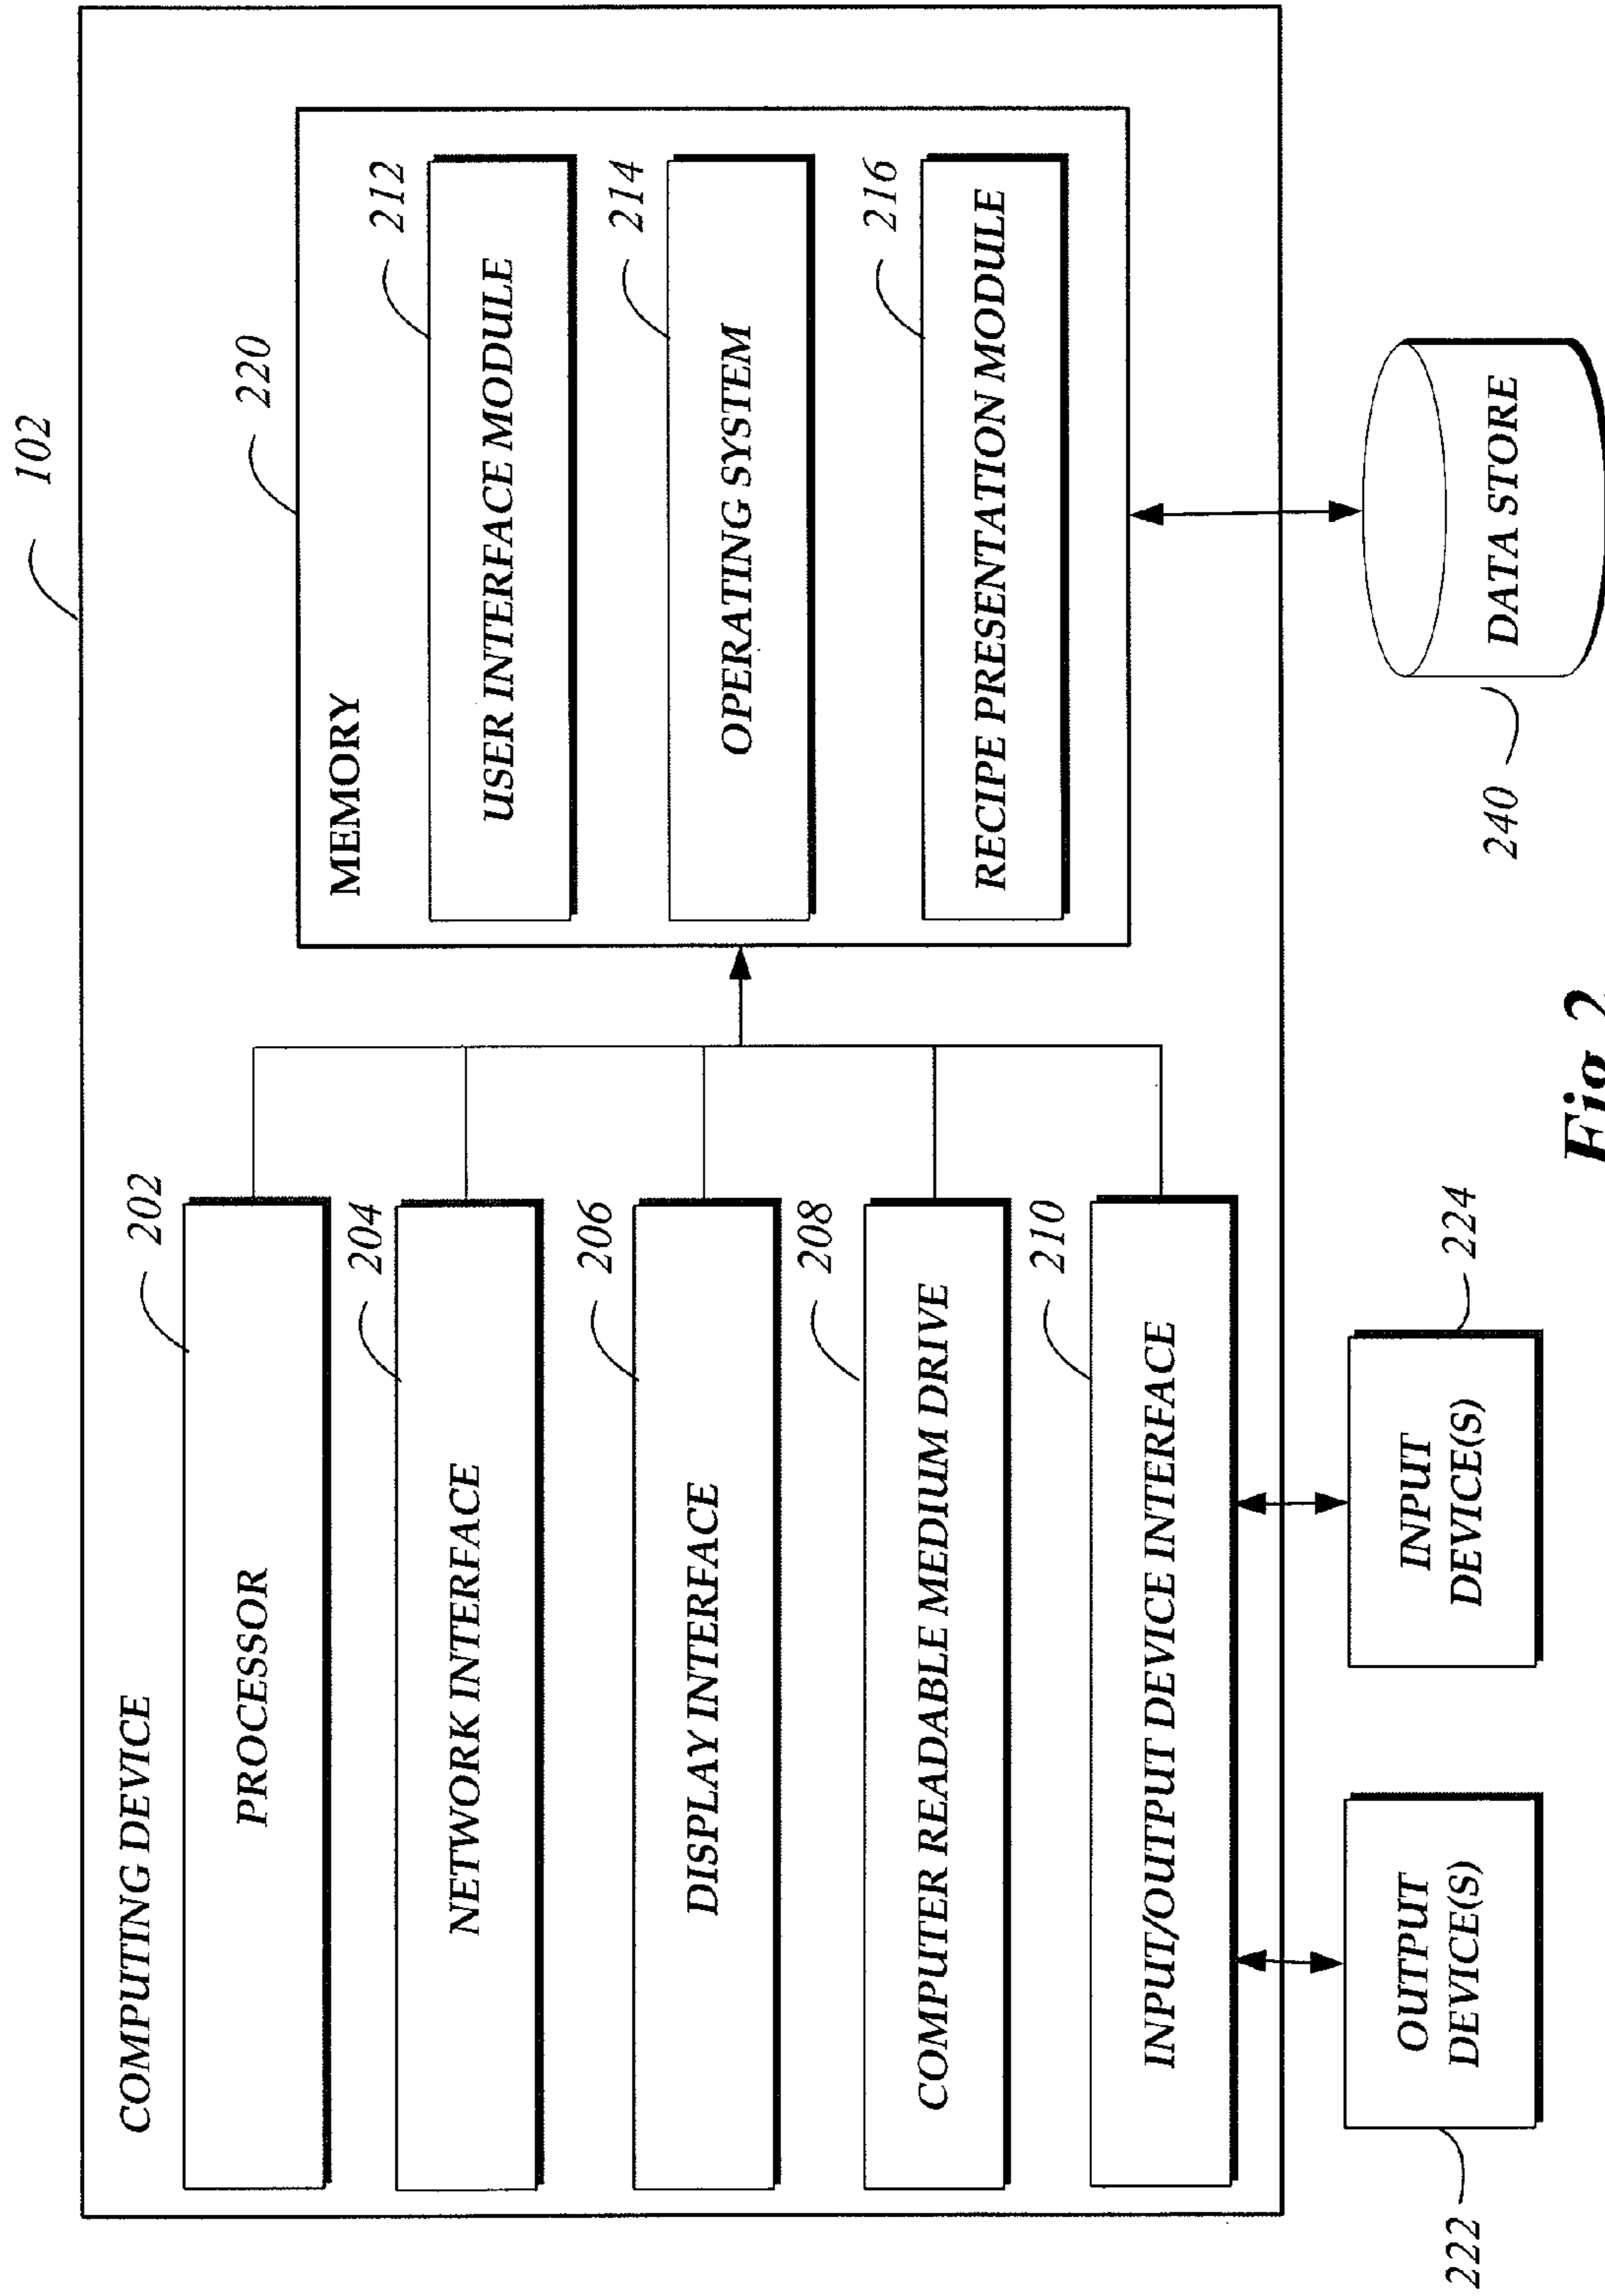 102
COMPUTING DEVICE
202
PROCESSOR
204
NETWORK INTERFACE
206
DISPLAY INTERFACE
208
COMPUTER READABLE MEDIUM DRIVE
210
INPUT/OUTPUT DEVICE INTERFACE
220
MEMORY
212
USER INTERFACE MODULE
214
OPERATING SYSTEM
216
RECIPE PRESENTATION MODULE
222
OUTPUT
DEVICE(S)
224
INPUT
DEVICE(S)
240
DATA STORE
Fig.2.